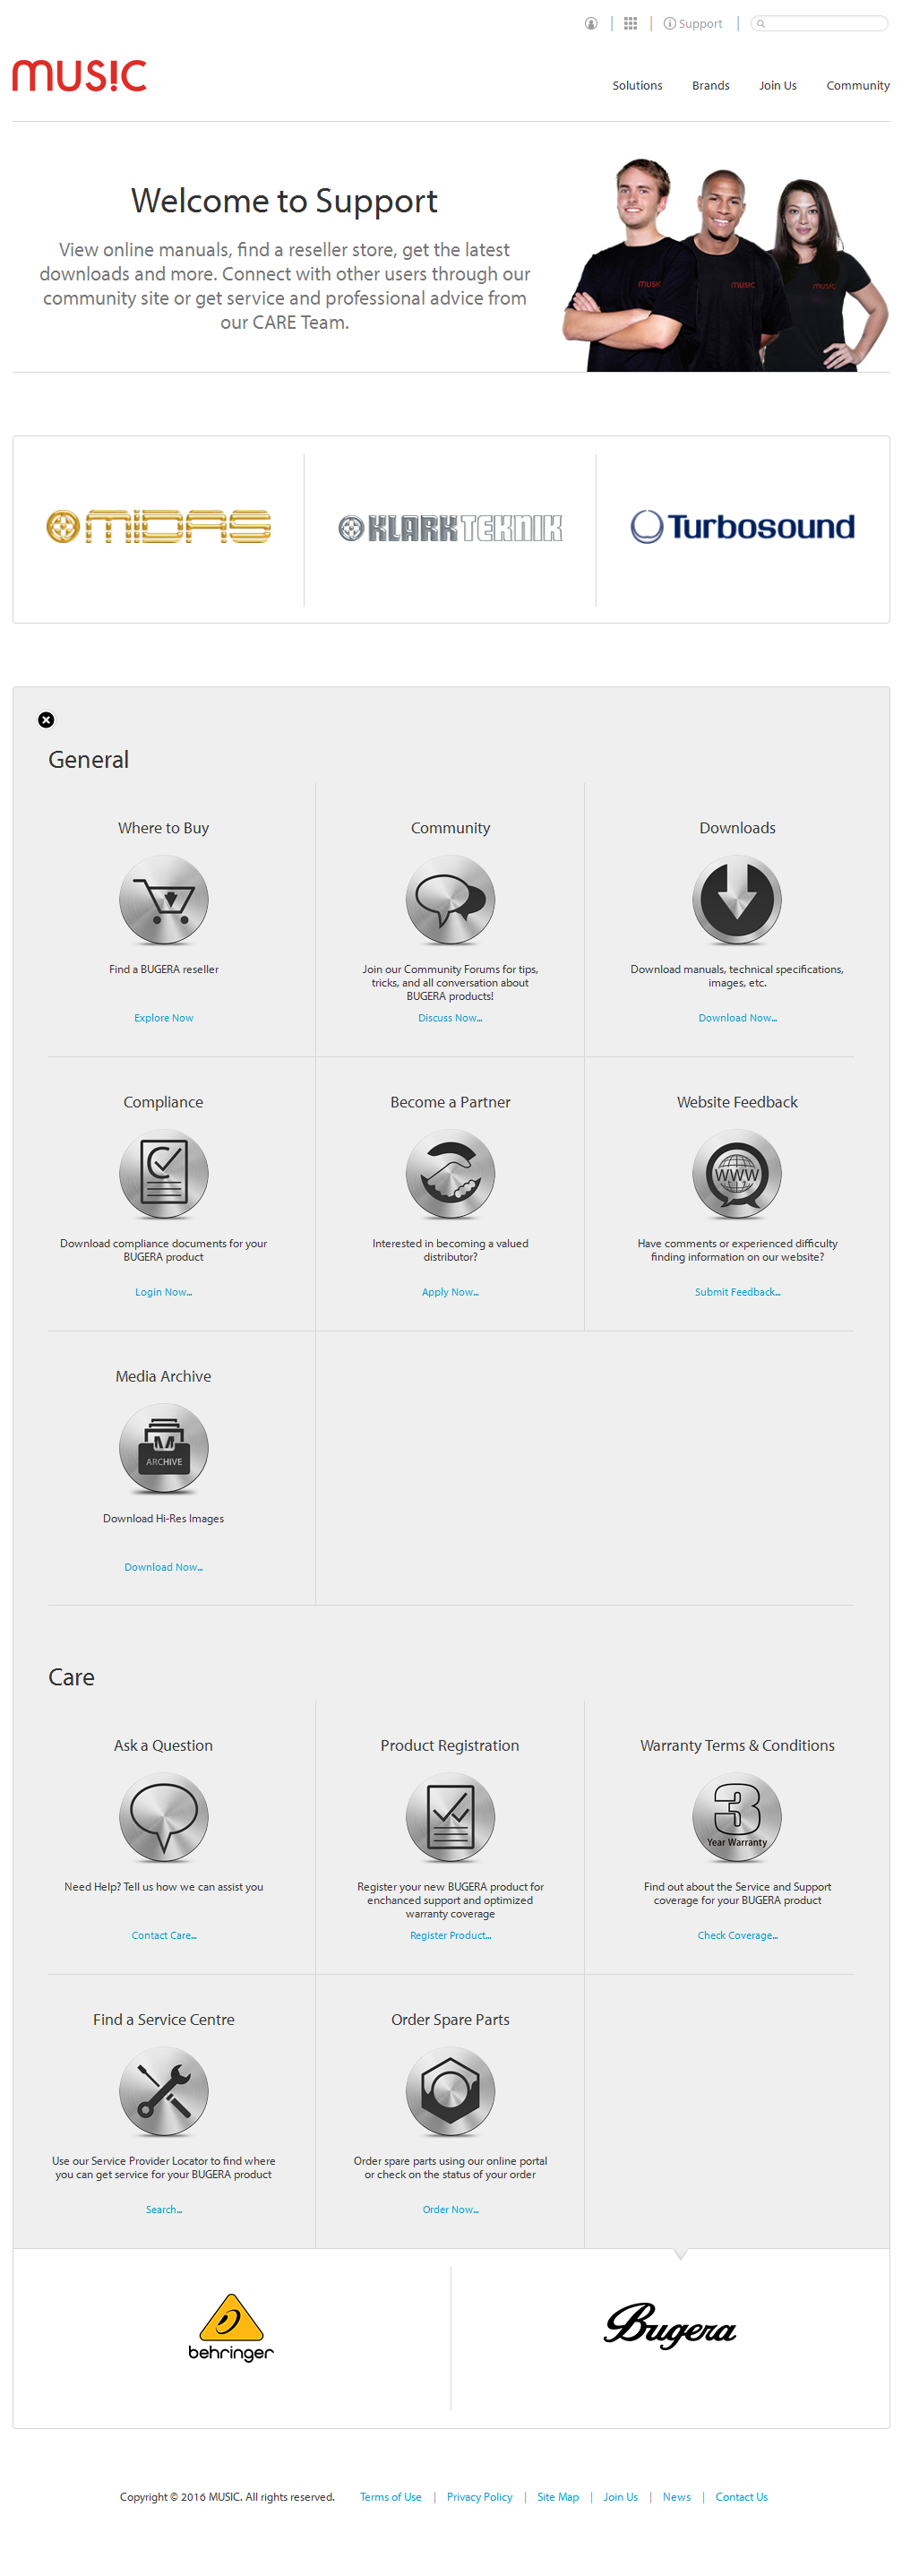 Support
MUSIC
Solutions Brands Join Us Community
Welcome to Support
View online manuals, find a reseller store, get the latest
downloads and more. Connect with other users through our
community site or get service and professional advice from
our CARE Team.
music music music
MIDAS KLARK TEKNIK Turbosound
General
Where to Buy
Find a BUGERA reseller
Explore Now
Community
Join our Community Forums for tips,
tricks, and all conversation about
BUGERA products!
Discuss Now...
Downloads
Download manuals, technical specifications,
images, etc.
Download Now...
Compliance
Download compliance documents for your
BUGERA product
Login Now...
Become a Partner
Interested in becoming a valued
distributor?
Apply Now...
Website Feedback
WWW
Have comments or experienced difficulty
finding information on our website?
Submit Feedback...
Media Archive
M
ARCHIVE
Download Hi-Res Images
Download Now...
Care
Ask a Question
Need Help? Tell us how we can assist you
Contact Care...
Product Registration
Register your new BUGERA product for
enchanced support and optimized
warranty coverage
Register Product...
Warranty Terms & Conditions
3
Year Warranty
Find out about the Service and Support
coverage for your BUGERA product
Check Coverage...
Find a Service Centre
Use our Service Provider Locator to find where
you can get service for your BUGERA product
Search...
Order Spare Parts
Order spare parts using our online portal
or check on the status of your order
Order Now...
behringer
Bugera
Copyright © 2016 MUSIC. All rights reserved. Terms of Use | Privacy Policy | Site Map | Join Us | News | Contact Us